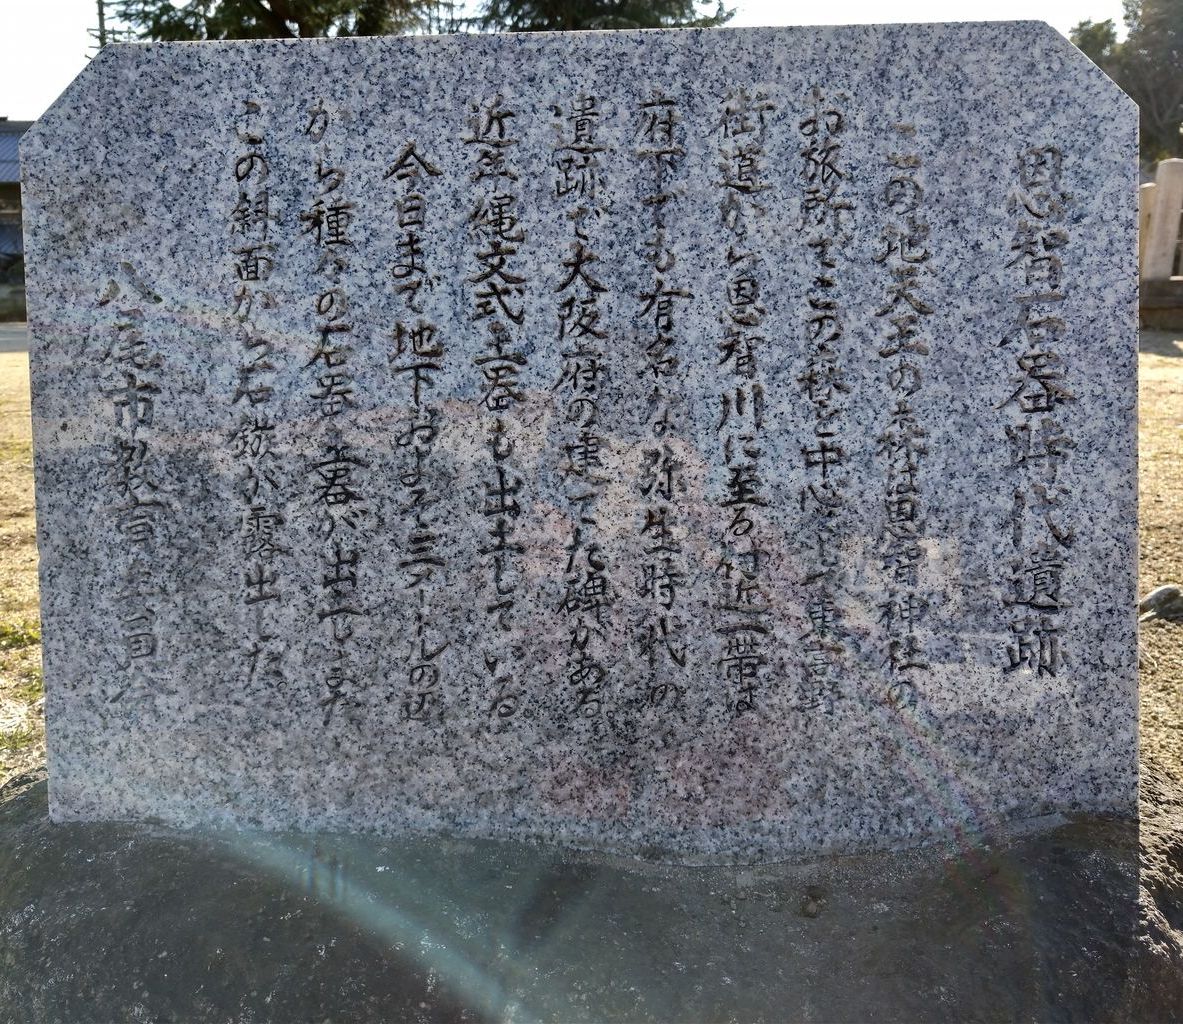 恩智石器時代遺跡
この地天王の森は恩智神社の
お旅所でこの森を中心として東高野
街道から恩智川に至る付近一帯は
府下でも有名な弥生時代の
遺跡で大阪府の建てた碑がある
近年縄文式土器も出土している
今日まで地下およそ三メートルの辺
から種々の石器土器が出でまた
この斜面から石鏃が露出した
八尾市教育委員会